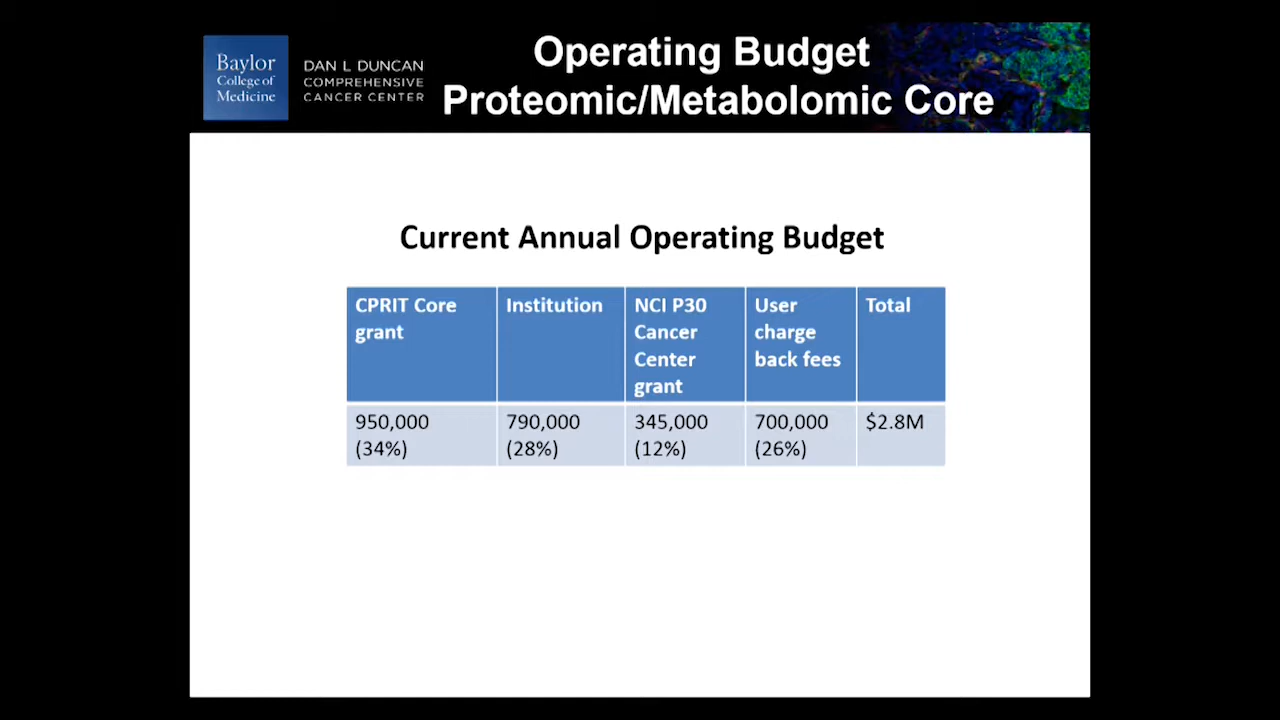 Baylor
College of
Medicine
DAN L DUNCAN
COMPREHENSIVE
CANCER CENTER
Operating Budget
Proteomic/Metabolomic Core
Current Annual Operating Budget
CPRIT Core
grant
Institution
NCI P30
Cancer
Center
grant
User
charge
back fees
Total
950,000
(34%)
790,000
(28%)
345,000
(12%)
700,000
(26%)
$2.8M